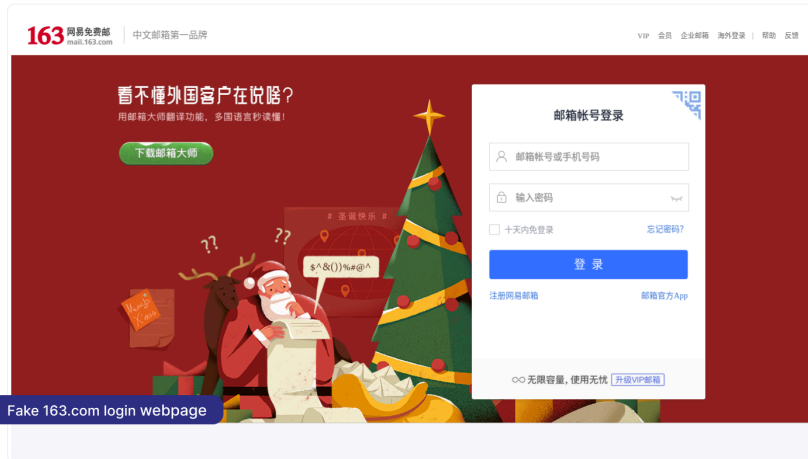 163 网易免费邮
mail.163.com
中文邮箱第一品牌
VIP 会员 企业邮箱 海外登录 | 帮助 反馈
看不懂外国客户在说啥?
用邮箱大师翻译功能，多国语言秒读懂!
下载邮箱大师
邮箱帐号登录
邮箱帐号或手机号码
输入密码
十天内免登录
忘记密码?
登 录
注册网易邮箱
邮箱官方App
无限容量, 使用无忧 升级VIP邮箱
# 圣诞快乐 #
??
??
$^&())%#@^
Fake 163.com login webpage